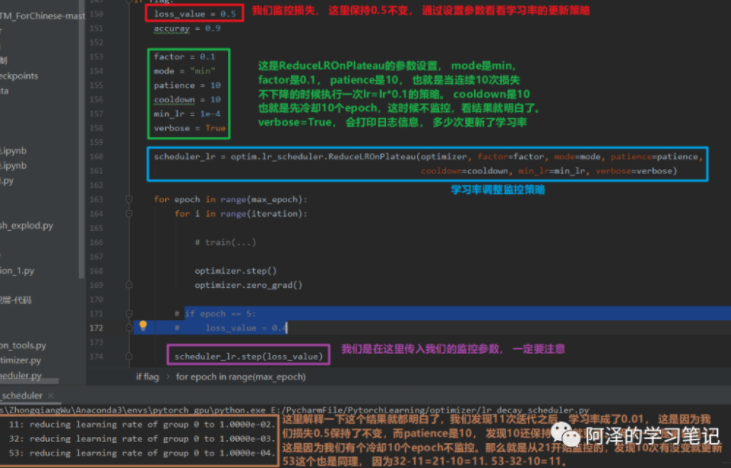 TM_ForChinese-mast
loss_value = 0.5
我们监控损失， 这里保持0.5不变， 通过设置参数看看学习率的更新策略
accuray = 0.9
factor = 0.1
mode = "min"
patience = 10
cooldown = 10
min_lr = 1e-4
verbose = True
这是ReduceLROnPlateau的参数设置， mode是min,
factor是0.1， patience是10， 也就是当连续10次损失
不下降的时候执行一次lr=lr*0.1的策略。 cooldown是10
也就是先冷却10个epoch，这时候不监控，看结果就明白了。
verbose=True， 会打印日志信息， 多少次更新了学习率
scheduler_lr = optim.lr_scheduler.ReduceLROnPlateau(optimizer, factor=factor, mode=mode, patience=patience,
cooldown=cooldown, min_lr=min_lr, verbose=verbose)
学习率调整监控策略
for epoch in range(max_epoch):
for i in range(iteration):
# train(...)
optimizer.step()
optimizer.zero_grad()
# if epoch == 5:
# loss_value = 0.4
scheduler_lr.step(loss_value)
我们是在这里传入我们的监控参数， 一定要注意
if flag › for epoch in range(max_epoch)
150
151
152
153
154
155
156
157
158
159
160
161
162
163
164
165
166
167
168
169
170
171
172
173
174
制
eckpoints
ata
.ipynb
.ipynb
.py
sh_explod.py
ion_1.py
积层-代码
on_tools.py
timizer.py
heduler.py
_scheduler ×
s\ZhongqiangWu\Anaconda3\envs\pytorch_gpu\python.exe E:/PycharmFile/PytorchLearning/optimizer/lr_decay_scheduler.py
11: reducing learning rate of group 0 to 1.0000e-02.
32: reducing learning rate of group 0 to 1.0000e-03.
53: reducing learning rate of group 0 to 1.0000e-04.
这里解释一下这个结果就都明白了，我们发现11次迭代之后，学习率成了0.01， 这是因为我
们损失0.5保持了不变，而patience是10， 发现10还保持
这是因为我们有个冷却10个epoch不监控。那么就是从21开始监控的，发现10次有没变就更新
53这个也是同理， 因为32-11=21-10=11. 53-32-10=11。
阿泽的学习笔记